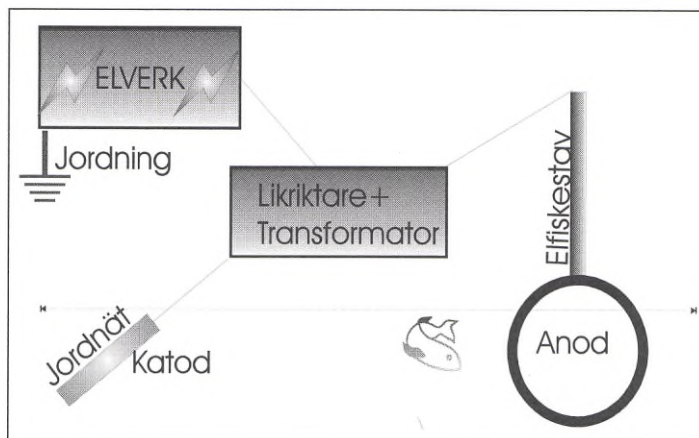 ELVERK
Jordning
Likriktare+
Transformator
Elfiskestav
Jordnät
Katod
Anod